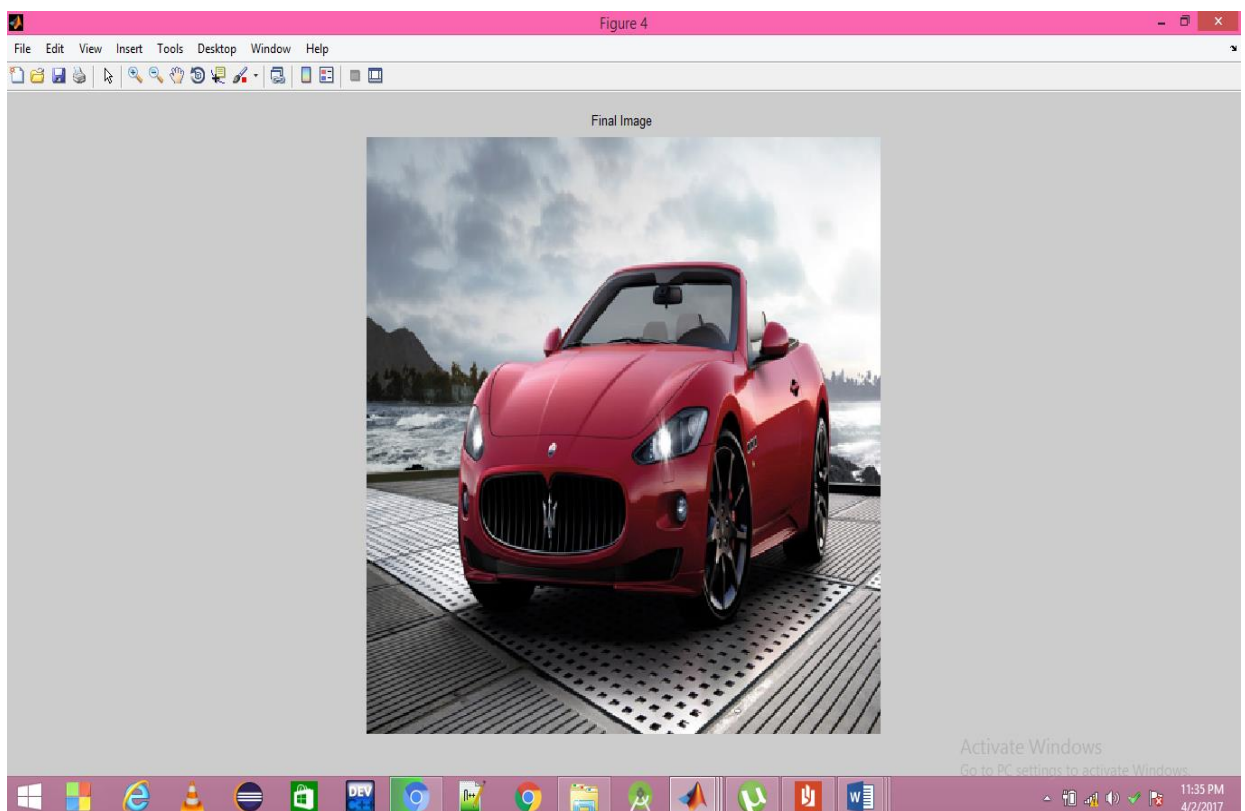 Figure 4
File Edit View Insert Tools Desktop Window Help
Final Image
Activate Windows
Go to PC settings to activate Windows.
DEV
11:35 PM
4/2/2017